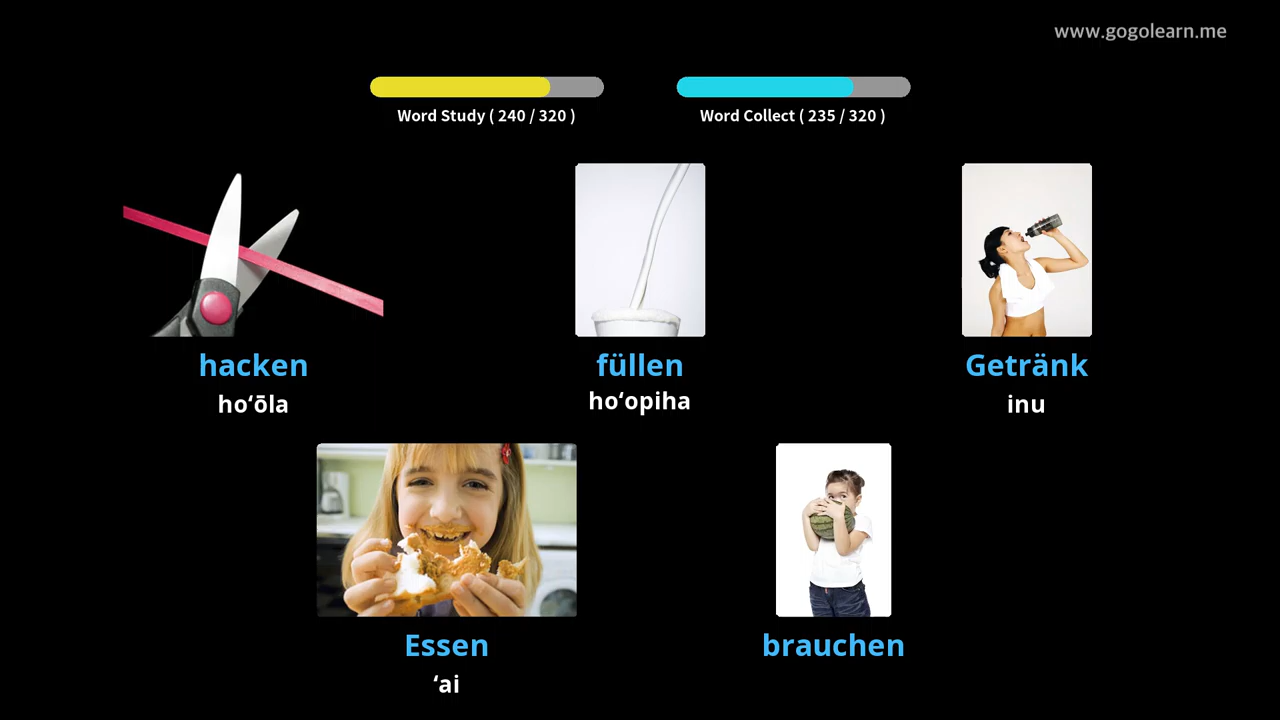 www.gogolearn.me
Word Study ( 240 / 320 )
Word Collect ( 235 / 320 )
hacken
hoʻōla
füllen
hoʻopiha
Getränk
inu
Essen
ʻai
brauchen